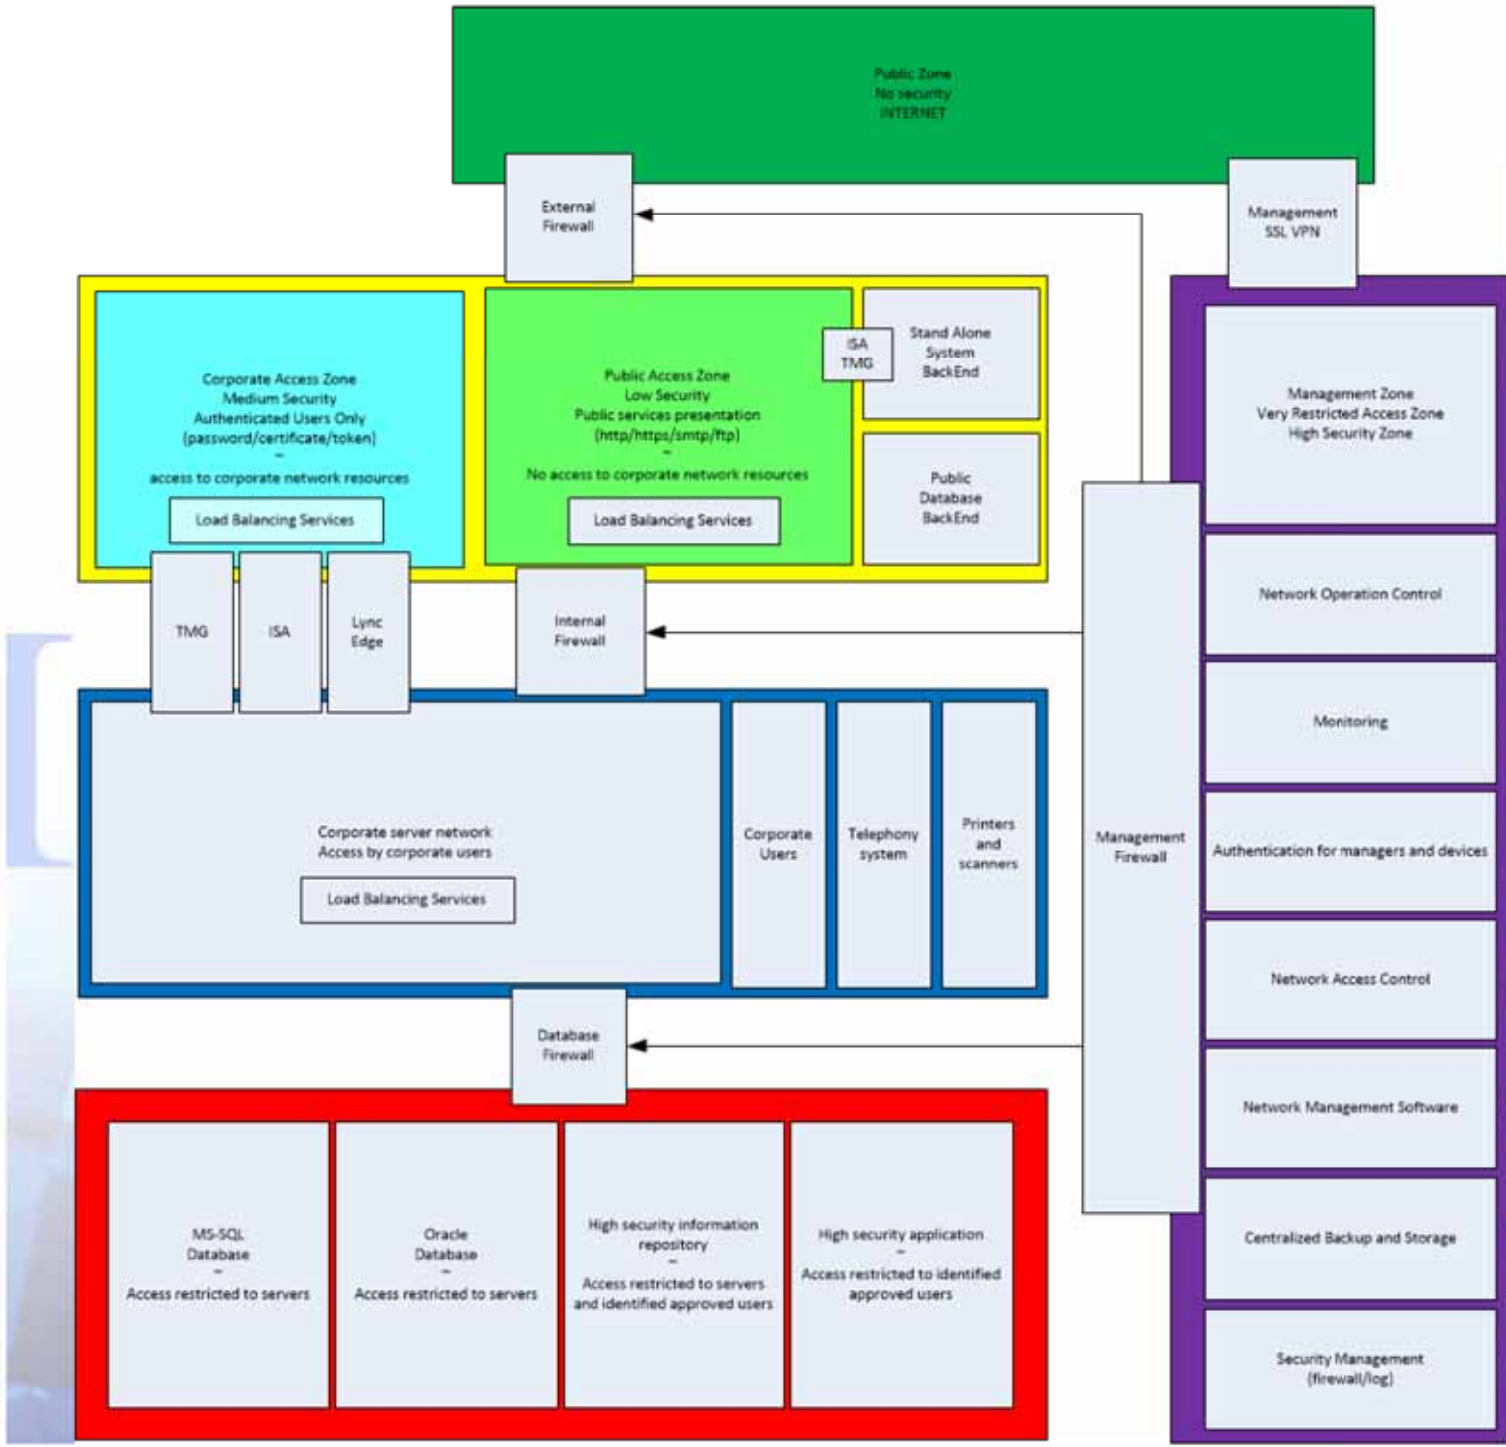 Public Zone
No security
INTERNET
External
Firewall
Management
SSL VPN
Corporate Access Zone
Medium Security
Authenticated Users Only
(password/certificate/token)
~
access to corporate network resources
Load Balancing Services
Public Access Zone
Low Security
Public services presentation
(http/https/smtp/ftp)
~
No access to corporate network resources
Load Balancing Services
ISA
TMG
Stand Alone
System
BackEnd
Public
Database
BackEnd
Management Zone
Very Restricted Access Zone
High Security Zone
TMG
ISA
Lync
Edge
Internal
Firewall
Network Operation Control
Monitoring
Corporate server network
Access by corporate users
Load Balancing Services
Corporate
Users
Telephony
system
Printers
and
scanners
Management
Firewall
Authentication for managers and devices
Network Access Control
Database
Firewall
Network Management Software
MS-SQL
Database
~
Access restricted to servers
Oracle
Database
~
Access restricted to servers
High security information
repository
~
Access restricted to servers
and identified approved users
High security application
~
Access restricted to identified
approved users
Centralized Backup and Storage
Security Management
(firewall/log)